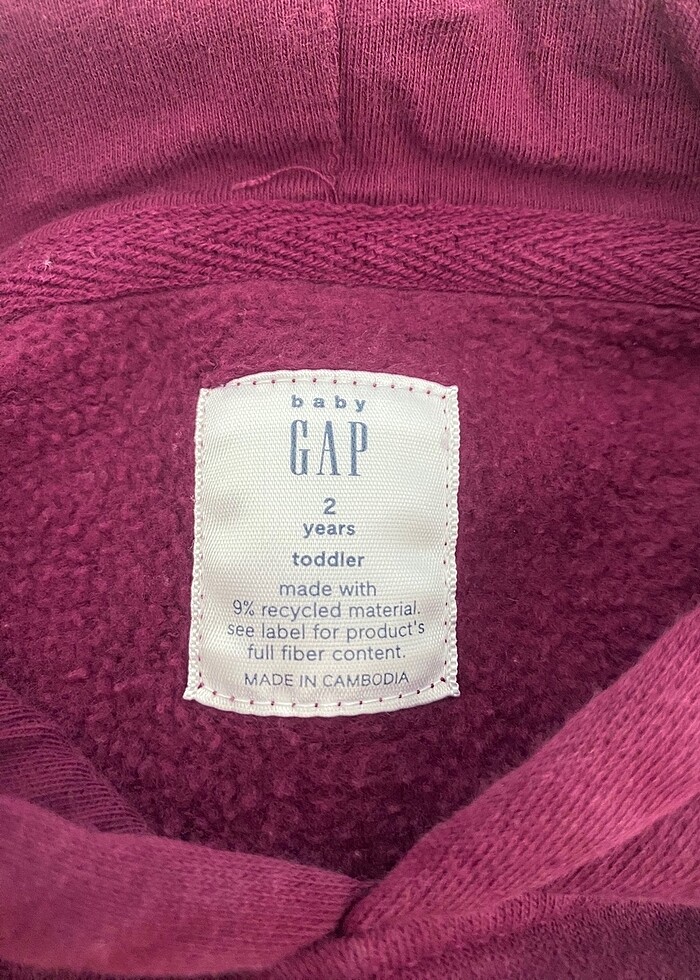 baby
GAP
2
years
toddler
made with
9% recycled material.
see label for product's
full fiber content.
MADE IN CAMBODIA